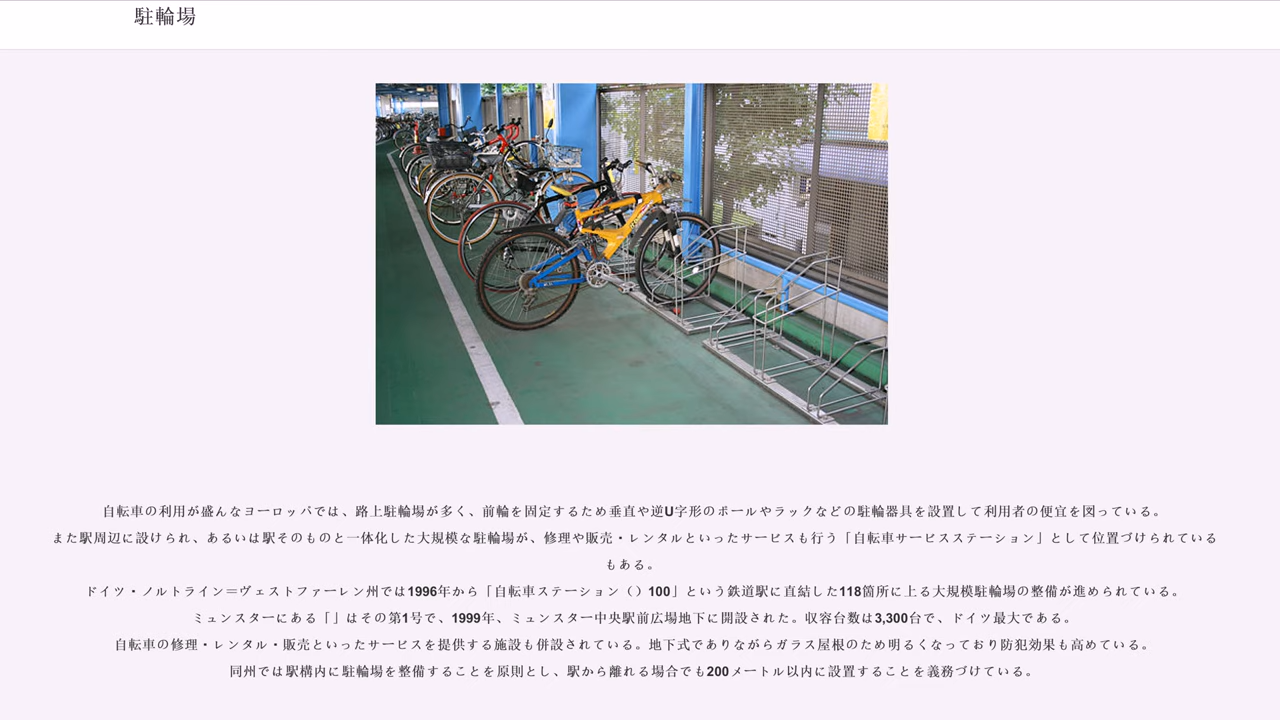 駐輪場
自転車の利用が盛んなヨーロッパでは、路上駐輪場が多く、前輪を固定するため垂直や逆U字形のポールやラックなどの駐輪器具を設置して利用者の便宜を図っている。
また駅周辺に設けられ、あるいは駅そのものと一体化した大規模な駐輪場が、修理や販売・レンタルといったサービスも行う「自転車サービスステーション」として位置づけられている
もある。
ドイツ・ノルトライン＝ヴェストファーレン州では1996年から「自転車ステーション（）100」という鉄道駅に直結した118箇所に上る大規模駐輪場の整備が進められている。
ミュンスターにある「」はその第1号で、1999年、ミュンスター中央駅前広場地下に開設された。収容台数は3,300台で、ドイツ最大である。
自転車の修理・レンタル・販売といったサービスを提供する施設も併設されている。地下式でありながらガラス屋根のため明るくなっており防犯効果も高めている。
同州では駅構内に駐輪場を整備することを原則とし、駅から離れる場合でも200メートル以内に設置することを義務づけている。